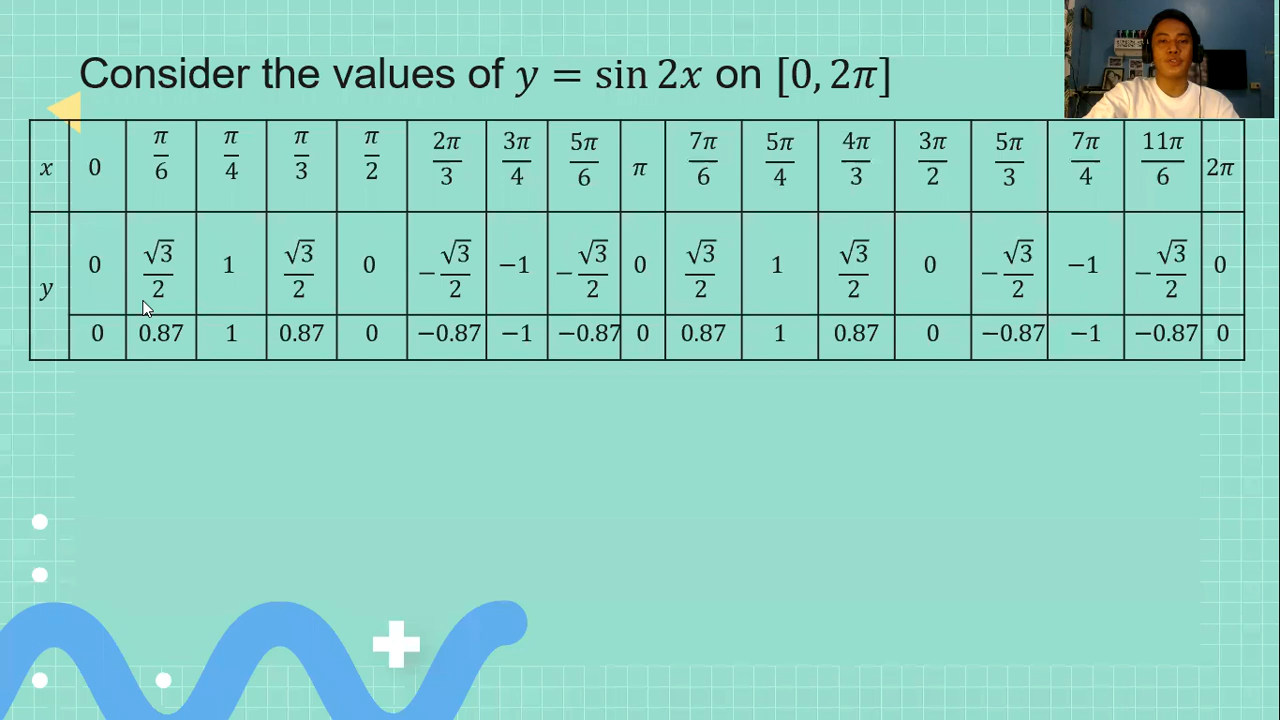 Consider the values of y = sin 2x on [0, 2π]
x 0 π/6 π/4 π/3 π/2 2π/3 3π/4 5π/6 π 7π/6 5π/4 4π/3 3π/2 5π/3 7π/4 11π/6 2π
y 0 √3/2 1 √3/2 0 −√3/2 −1 −√3/2 0 √3/2 1 √3/2 0 −√3/2 −1 −√3/2 0
0 0.87 1 0.87 0 −0.87 −1 −0.87 0 0.87 1 0.87 0 −0.87 −1 −0.87 0